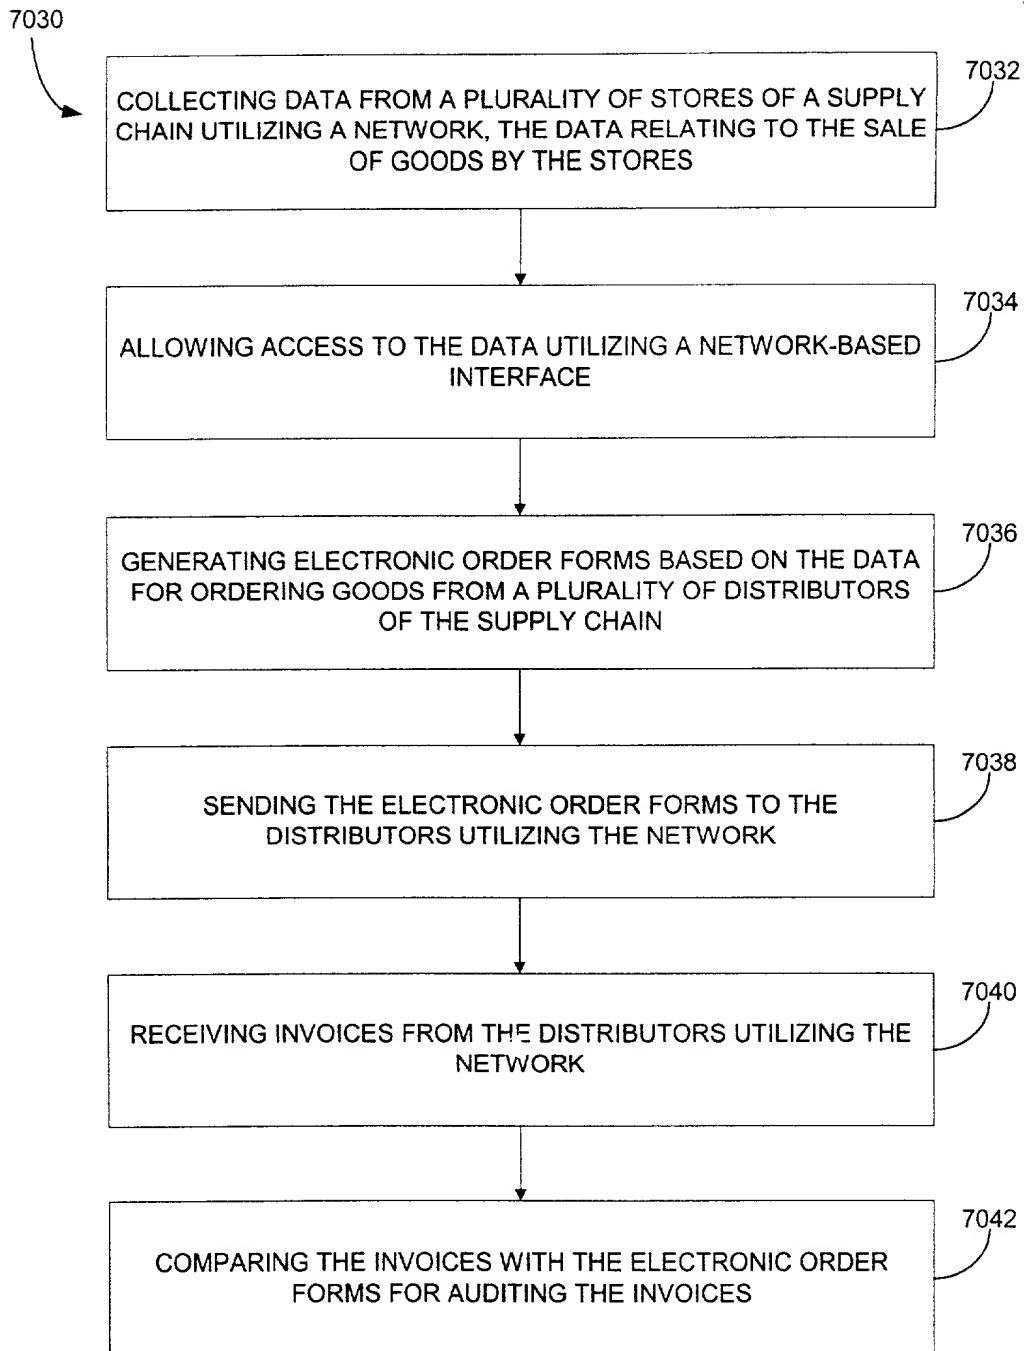 7030
7032
COLLECTING DATA FROM A PLURALITY OF STORES OF A SUPPLY
CHAIN UTILIZING A NETWORK, THE DATA RELATING TO THE SALE
OF GOODS BY THE STORES
7034
ALLOWING ACCESS TO THE DATA UTILIZING A NETWORK-BASED
INTERFACE
7036
GENERATING ELECTRONIC ORDER FORMS BASED ON THE DATA
FOR ORDERING GOODS FROM A PLURALITY OF DISTRIBUTORS
OF THE SUPPLY CHAIN
7038
SENDING THE ELECTRONIC ORDER FORMS TO THE
DISTRIBUTORS UTILIZING THE NETWORK
7040
RECEIVING INVOICES FROM THE DISTRIBUTORS UTILIZING THE
NETWORK
7042
COMPARING THE INVOICES WITH THE ELECTRONIC ORDER
FORMS FOR AUDITING THE INVOICES